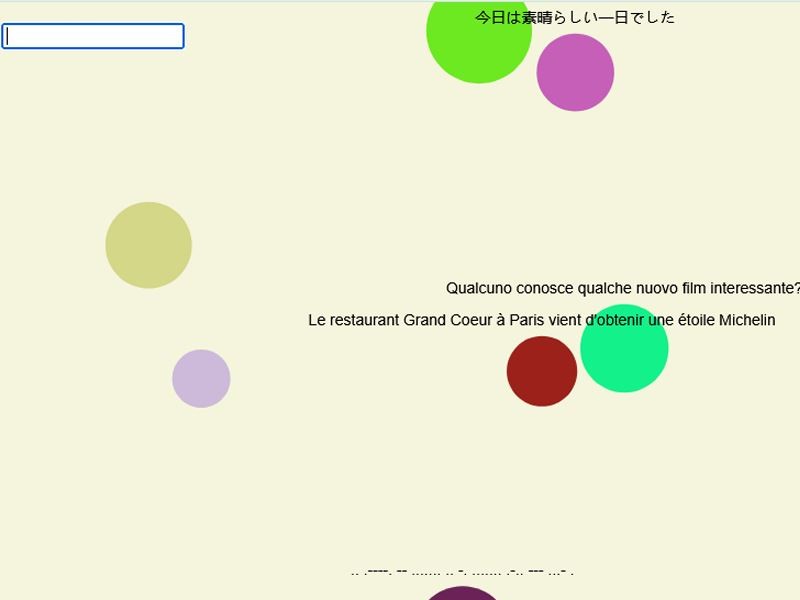 今日は素晴らしい一日でした
Qualcuno conosce qualche nuovo film interessante?
Le restaurant Grand Coeur à Paris vient d'obtenir une étoile Michelin
.. .----. -- .. -. .-.. --- ...- .